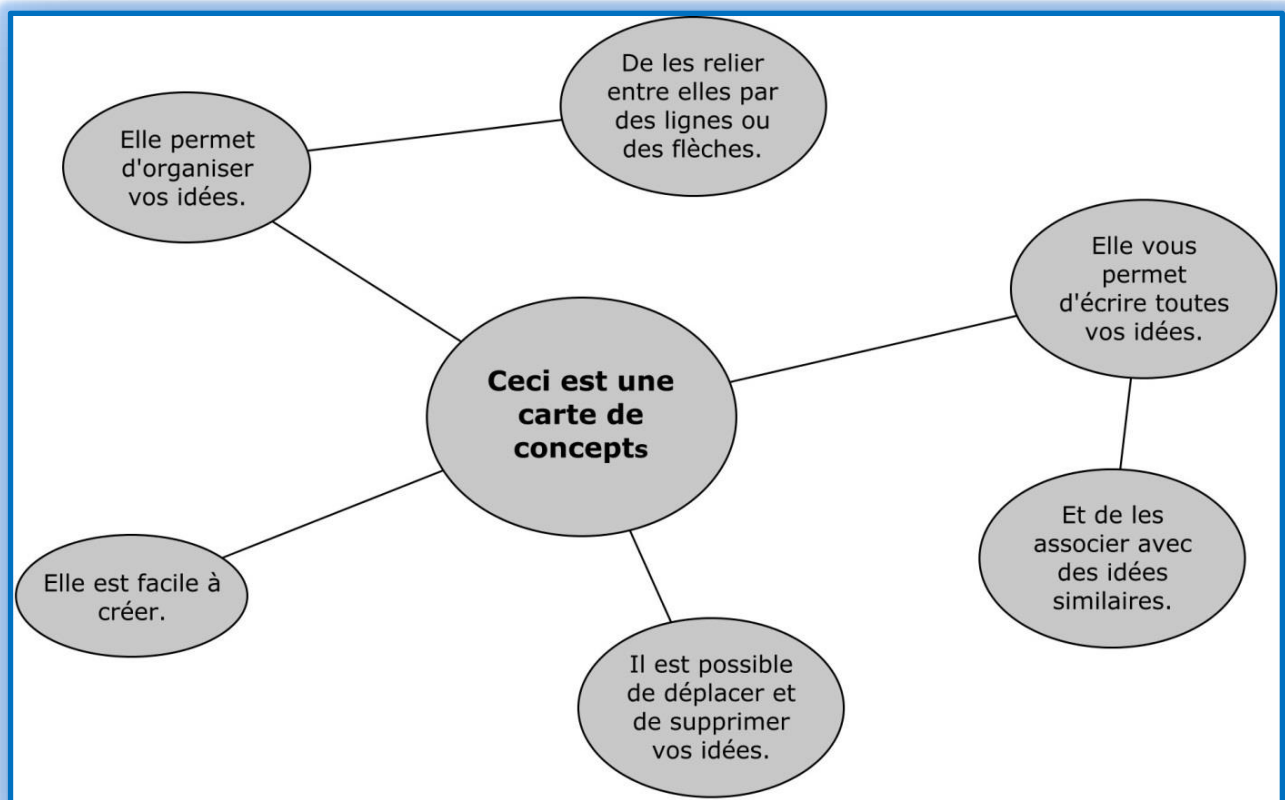 De les relier
entre elles par
des lignes ou
des flèches.
Elle permet
d'organiser
vos idées.
Elle vous
permet
d'écrire toutes
vos idées.
Ceci est une
carte de
concepts
Et de les
associer avec
des idées
similaires.
Elle est facile à
créer.
Il est possible
de déplacer et
de supprimer
vos idées.